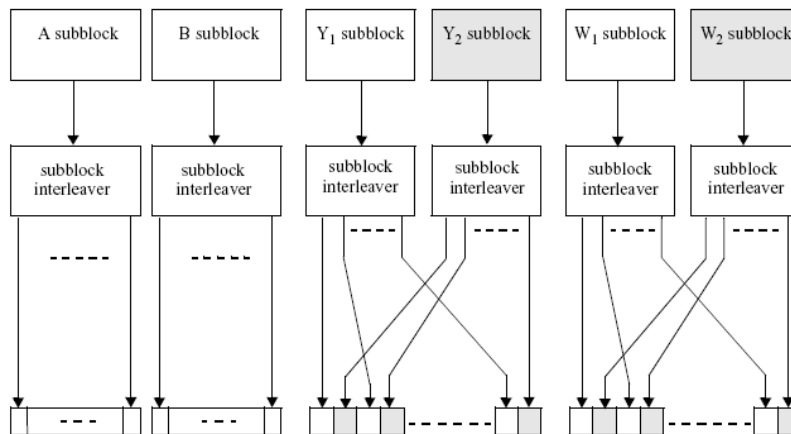 A subblock
B subblock
Y1 subblock
Y2 subblock
W1 subblock
W2 subblock
subblock
interleaver
subblock
interleaver
subblock
interleaver
subblock
interleaver
subblock
interleaver
subblock
interleaver